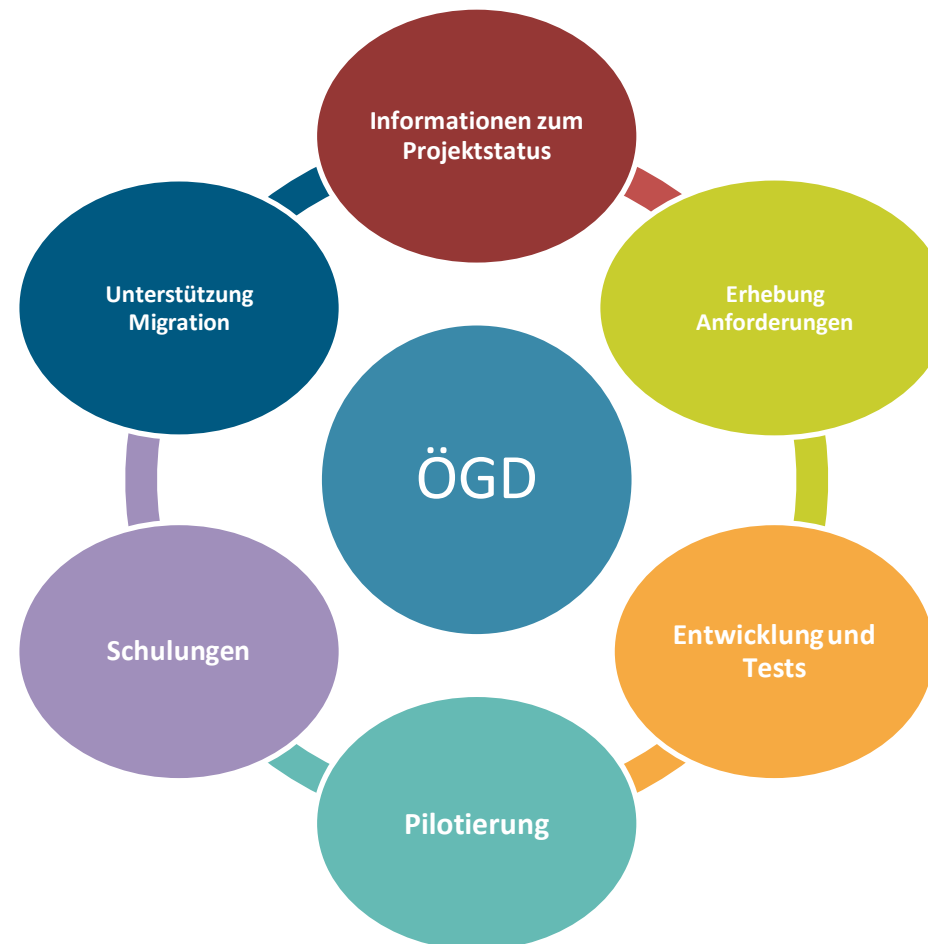 Informationen zum
Projektstatus
Erhebung
Anforderungen
Entwicklung und
Tests
Pilotierung
Schulungen
Unterstützung
Migration
ÖGD